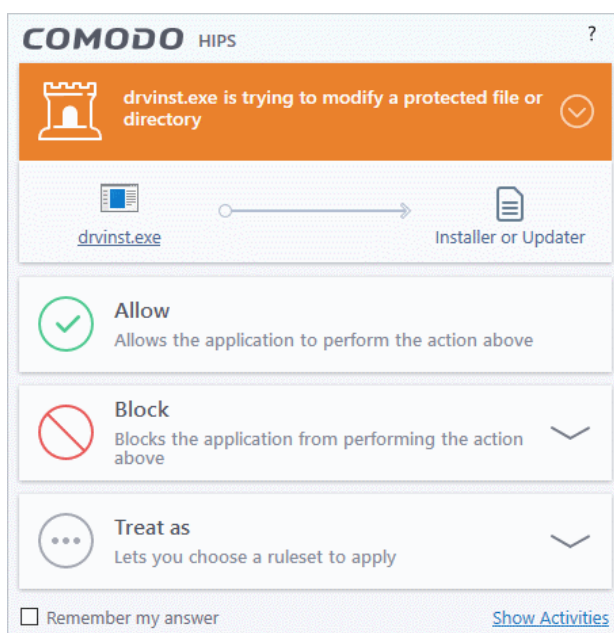 COMODO HIPS ?
drvinst.exe is trying to modify a protected file or
directory
drvinst.exe Installer or Updater
Allow
Allows the application to perform the action above
Block
Blocks the application from performing the action
above
Treat as
Lets you choose a ruleset to apply
Remember my answer Show Activities